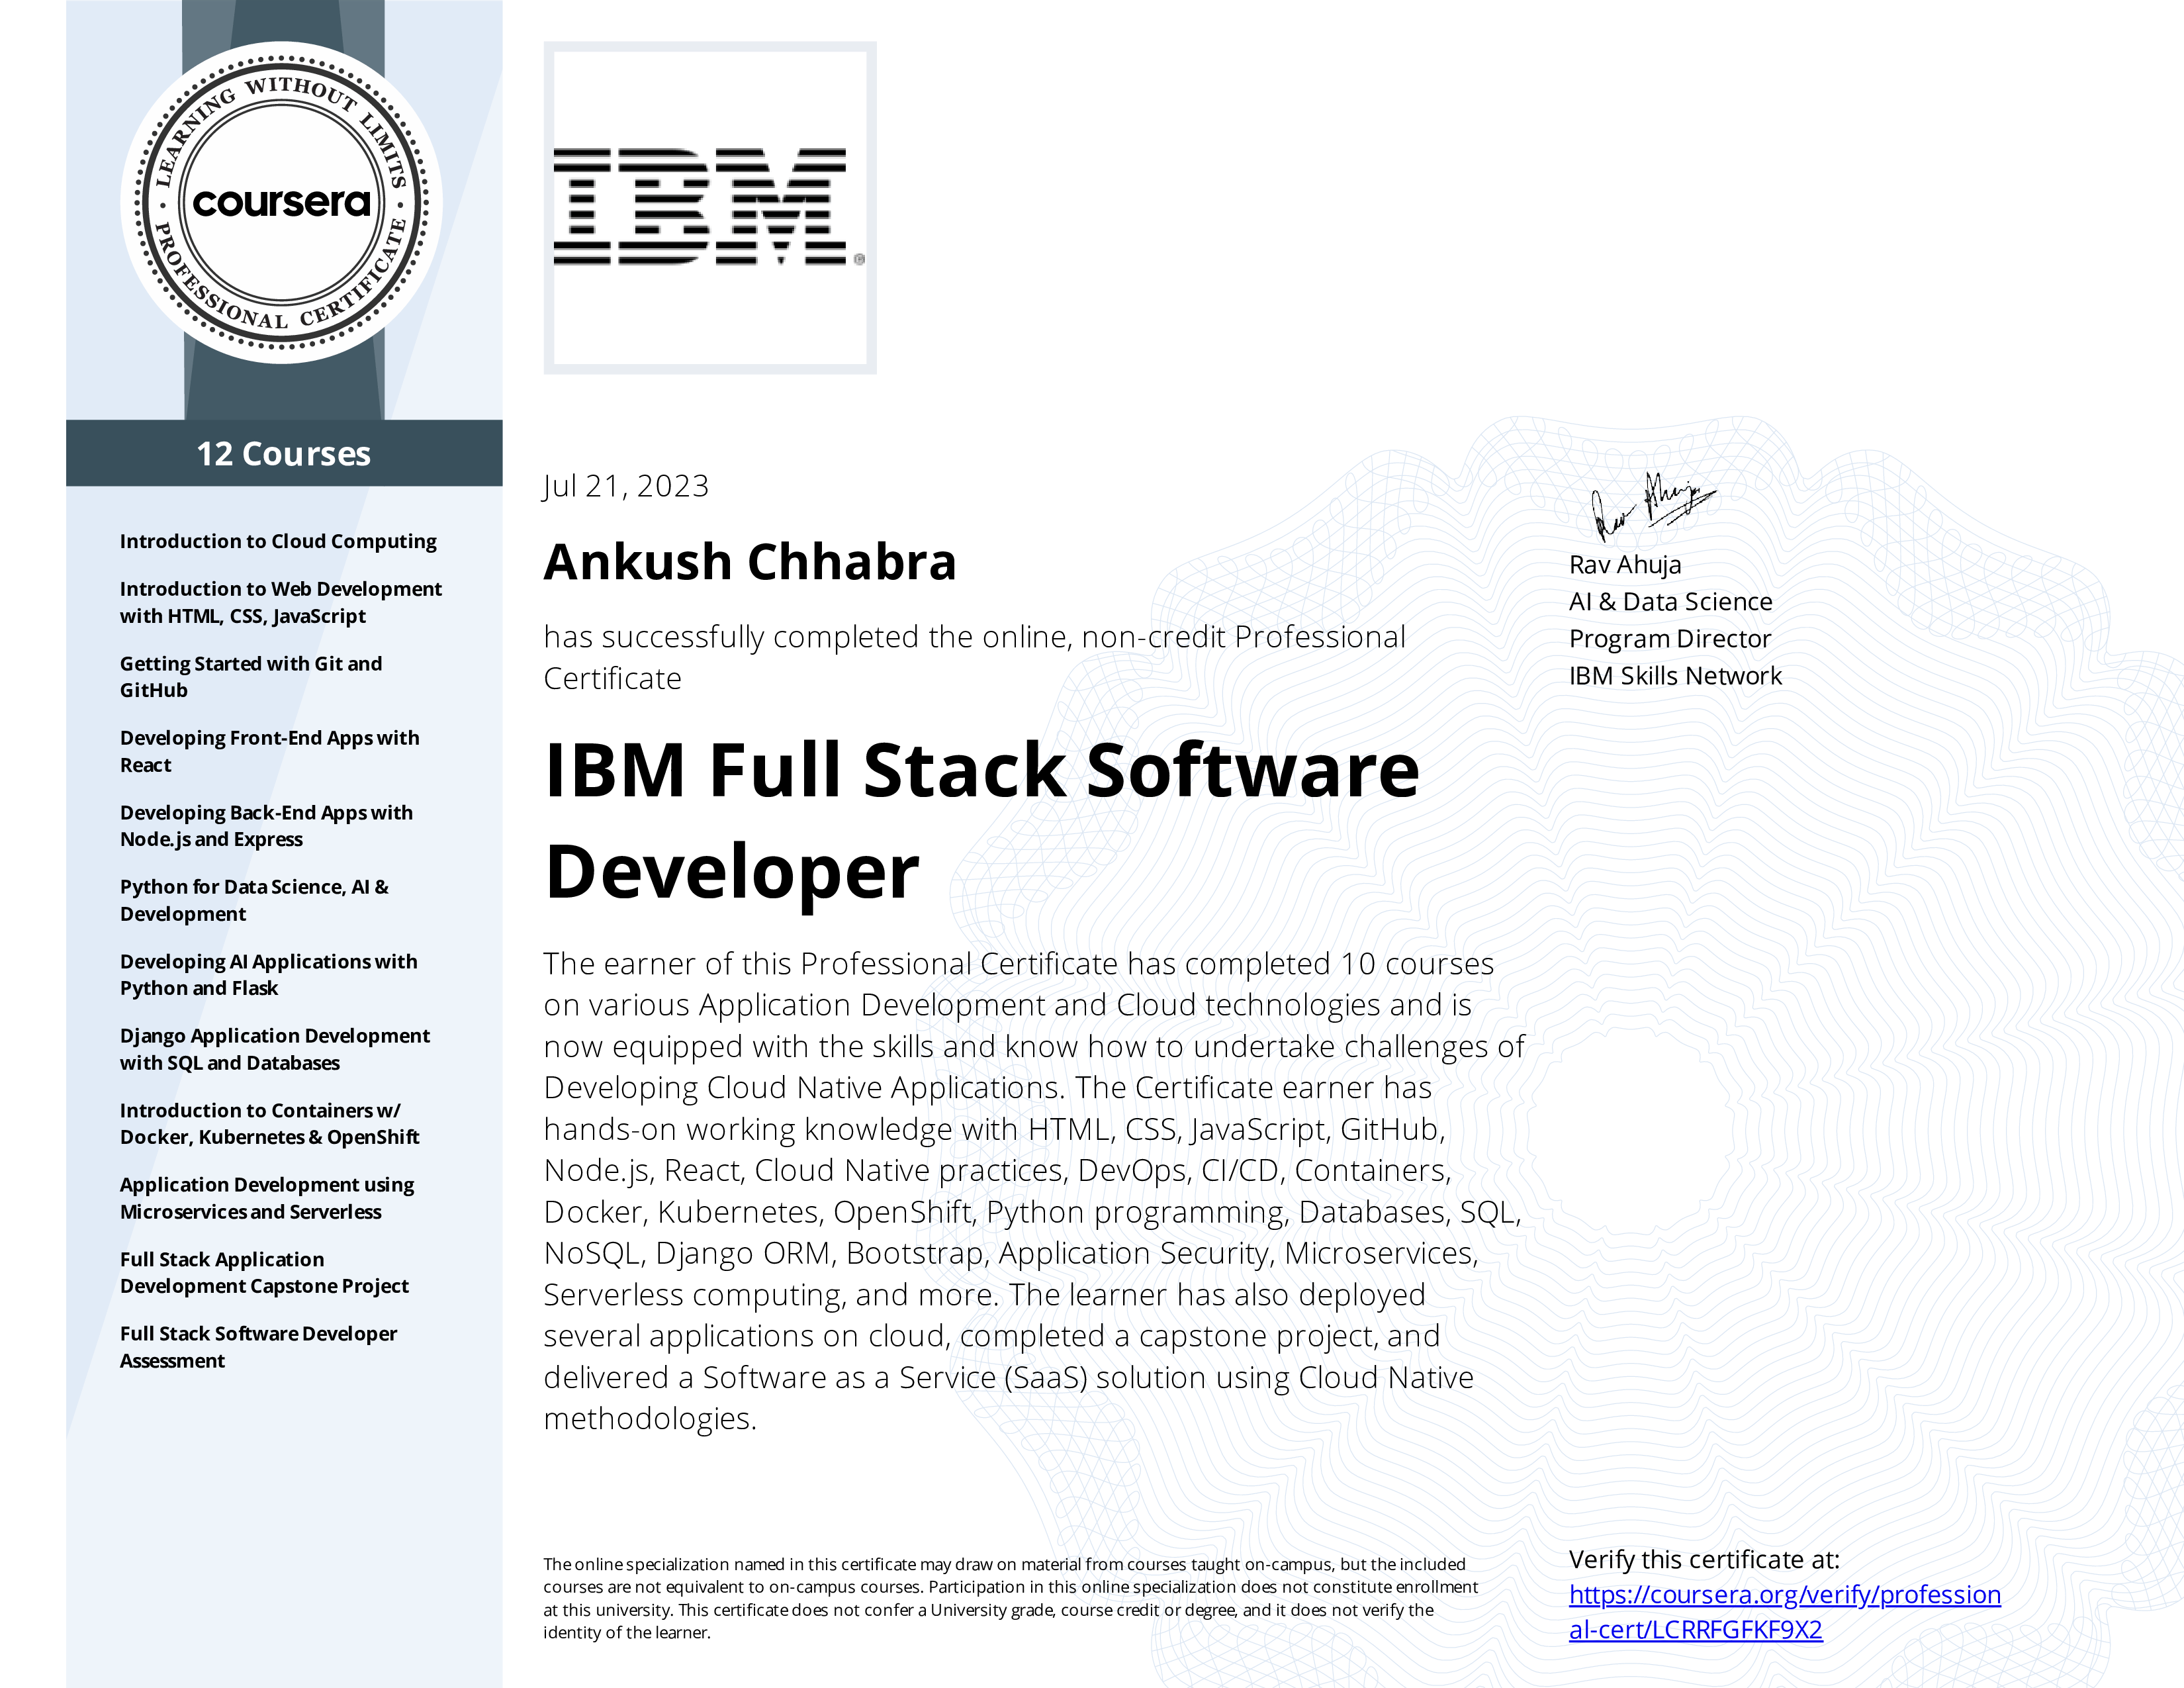 LEARNING WITHOUT LIMITS
coursera
PROFESSIONAL CERTIFICATE
12 Courses
Introduction to Cloud Computing
Introduction to Web Development
with HTML, CSS, JavaScript
Getting Started with Git and
GitHub
Developing Front-End Apps with
React
Developing Back-End Apps with
Node.js and Express
Python for Data Science, AI &
Development
Developing AI Applications with
Python and Flask
Django Application Development
with SQL and Databases
Introduction to Containers w/
Docker, Kubernetes & OpenShift
Application Development using
Microservices and Serverless
Full Stack Application
Development Capstone Project
Full Stack Software Developer
Assessment
IBM®
Jul 21, 2023
Ankush Chhabra
has successfully completed the online, non-credit Professional
Certificate
IBM Full Stack Software
Developer
The earner of this Professional Certificate has completed 10 courses
on various Application Development and Cloud technologies and is
now equipped with the skills and know how to undertake challenges of
Developing Cloud Native Applications. The Certificate earner has
hands-on working knowledge with HTML, CSS, JavaScript, GitHub,
Node.js, React, Cloud Native practices, DevOps, CI/CD, Containers,
Docker, Kubernetes, OpenShift, Python programming, Databases, SQL,
NoSQL, Django ORM, Bootstrap, Application Security, Microservices,
Serverless computing, and more. The learner has also deployed
several applications on cloud, completed a capstone project, and
delivered a Software as a Service (SaaS) solution using Cloud Native
methodologies.
The online specialization named in this certificate may draw on material from courses taught on-campus, but the included
courses are not equivalent to on-campus courses. Participation in this online specialization does not constitute enrollment
at this university. This certificate does not confer a University grade, course credit or degree, and it does not verify the
identity of the learner.
Rav Ahuja
Rav Ahuja
AI & Data Science
Program Director
IBM Skills Network
Verify this certificate at:
https://coursera.org/verify/profession
al-cert/LCRRFGFKF9X2